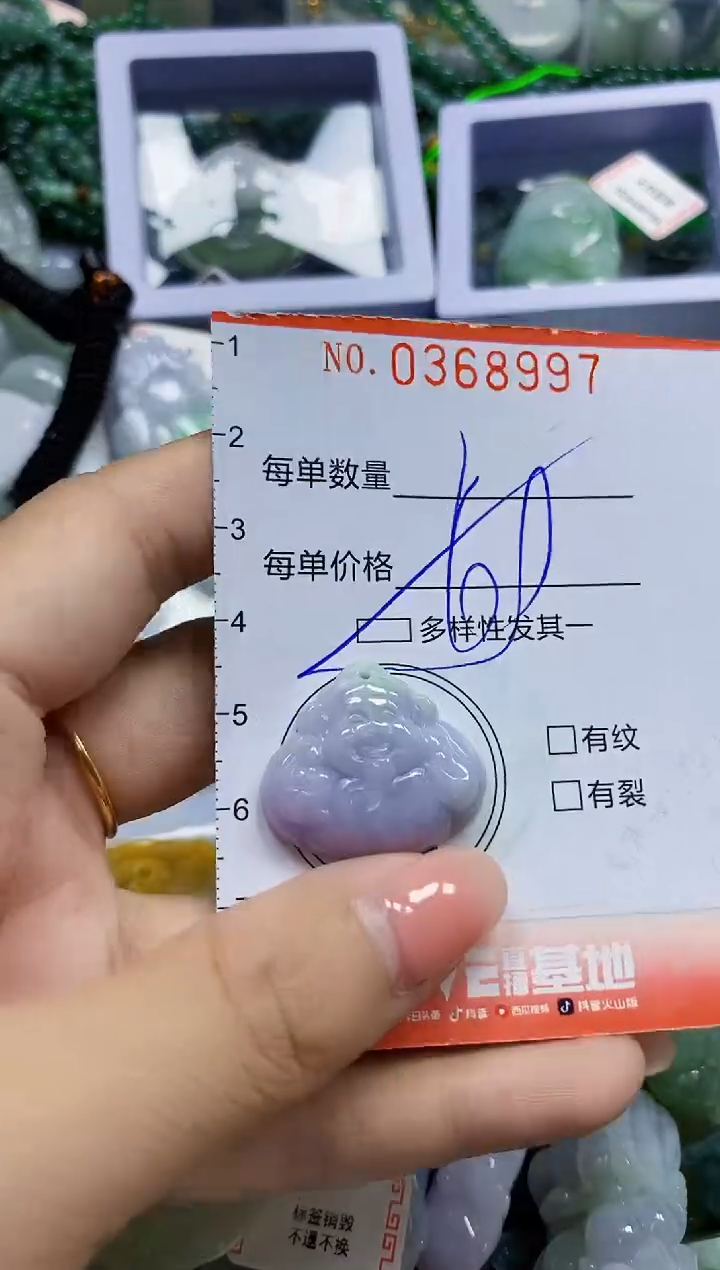 1
NO. 0368997
2
每单数量
60
3
每单价格
4
多样性发其一
5
有纹
有裂
6
基地
抖音 西瓜视频 抖音火山版
标签销毁
不退不换